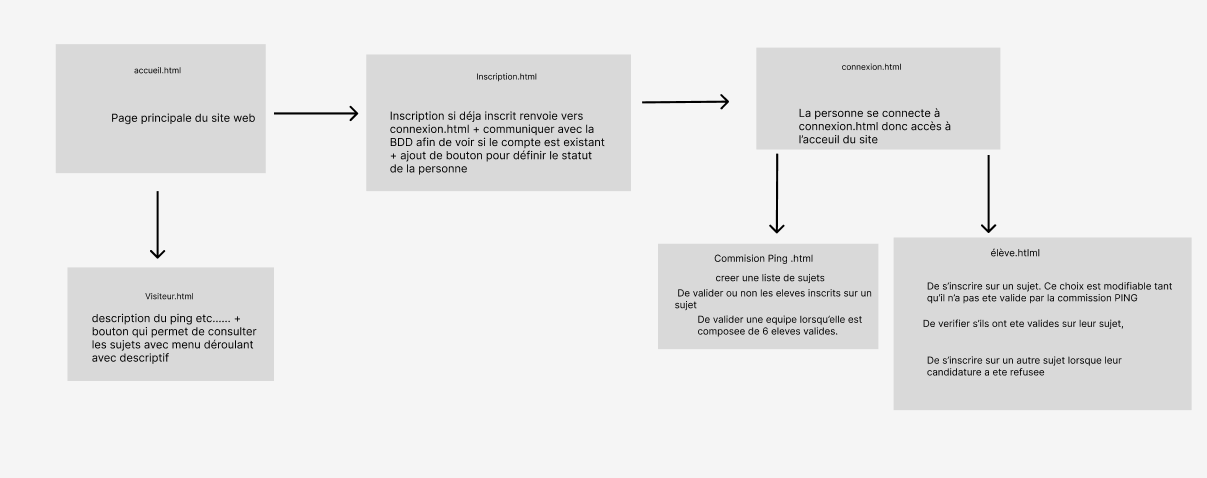 accueil.html
Page principale du site web
Inscription.html
Inscription si déja inscrit renvoie vers
connexion.html + communiquer avec la
BDD afin de voir si le compte est existant
+ ajout de bouton pour définir le statut
de la personne
connexion.html
La personne se connecte à
connexion.html donc accès à
l'acceuil du site
Visiteur.html
description du ping etc...... +
bouton qui permet de consulter
les sujets avec menu déroulant
avec descriptif
Commision Ping .html
creer une liste de sujets
De valider ou non les eleves inscrits sur un
sujet
De valider une equipe lorsqu'elle est
composee de 6 eleves valides.
élève.htlml
De s'inscrire sur un sujet. Ce choix est modifiable tant
qu'il n'a pas ete valide par la commission PING
De verifier s'ils ont ete valides sur leur sujet,
De s'inscrire sur un autre sujet lorsque leur
candidature a ete refusee